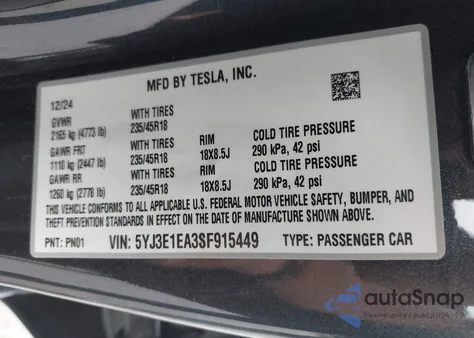 MFD BY TESLA, INC.
12/24
GVWR WITH TIRES
2165 kg (4773 lb) 235/45R18
GAWR FRT WITH TIRES RIM COLD TIRE PRESSURE
1110 kg (2447 lb) 235/45R18 18X8.5J 290 kPa, 42 psi
GAWR RR WITH TIRES RIM COLD TIRE PRESSURE
1260 kg (2778 lb) 235/45R18 18X8.5J 290 kPa, 42 psi
THIS VEHICLE CONFORMS TO ALL APPLICABLE U.S. FEDERAL MOTOR VEHICLE SAFETY, BUMPER, AND
THEFT PREVENTION STANDARDS IN EFFECT ON THE DATE OF MANUFACTURE SHOWN ABOVE.
PNT: PN01 VIN: 5YJ3E1EA3SF915449 TYPE: PASSENGER CAR
autoSnap